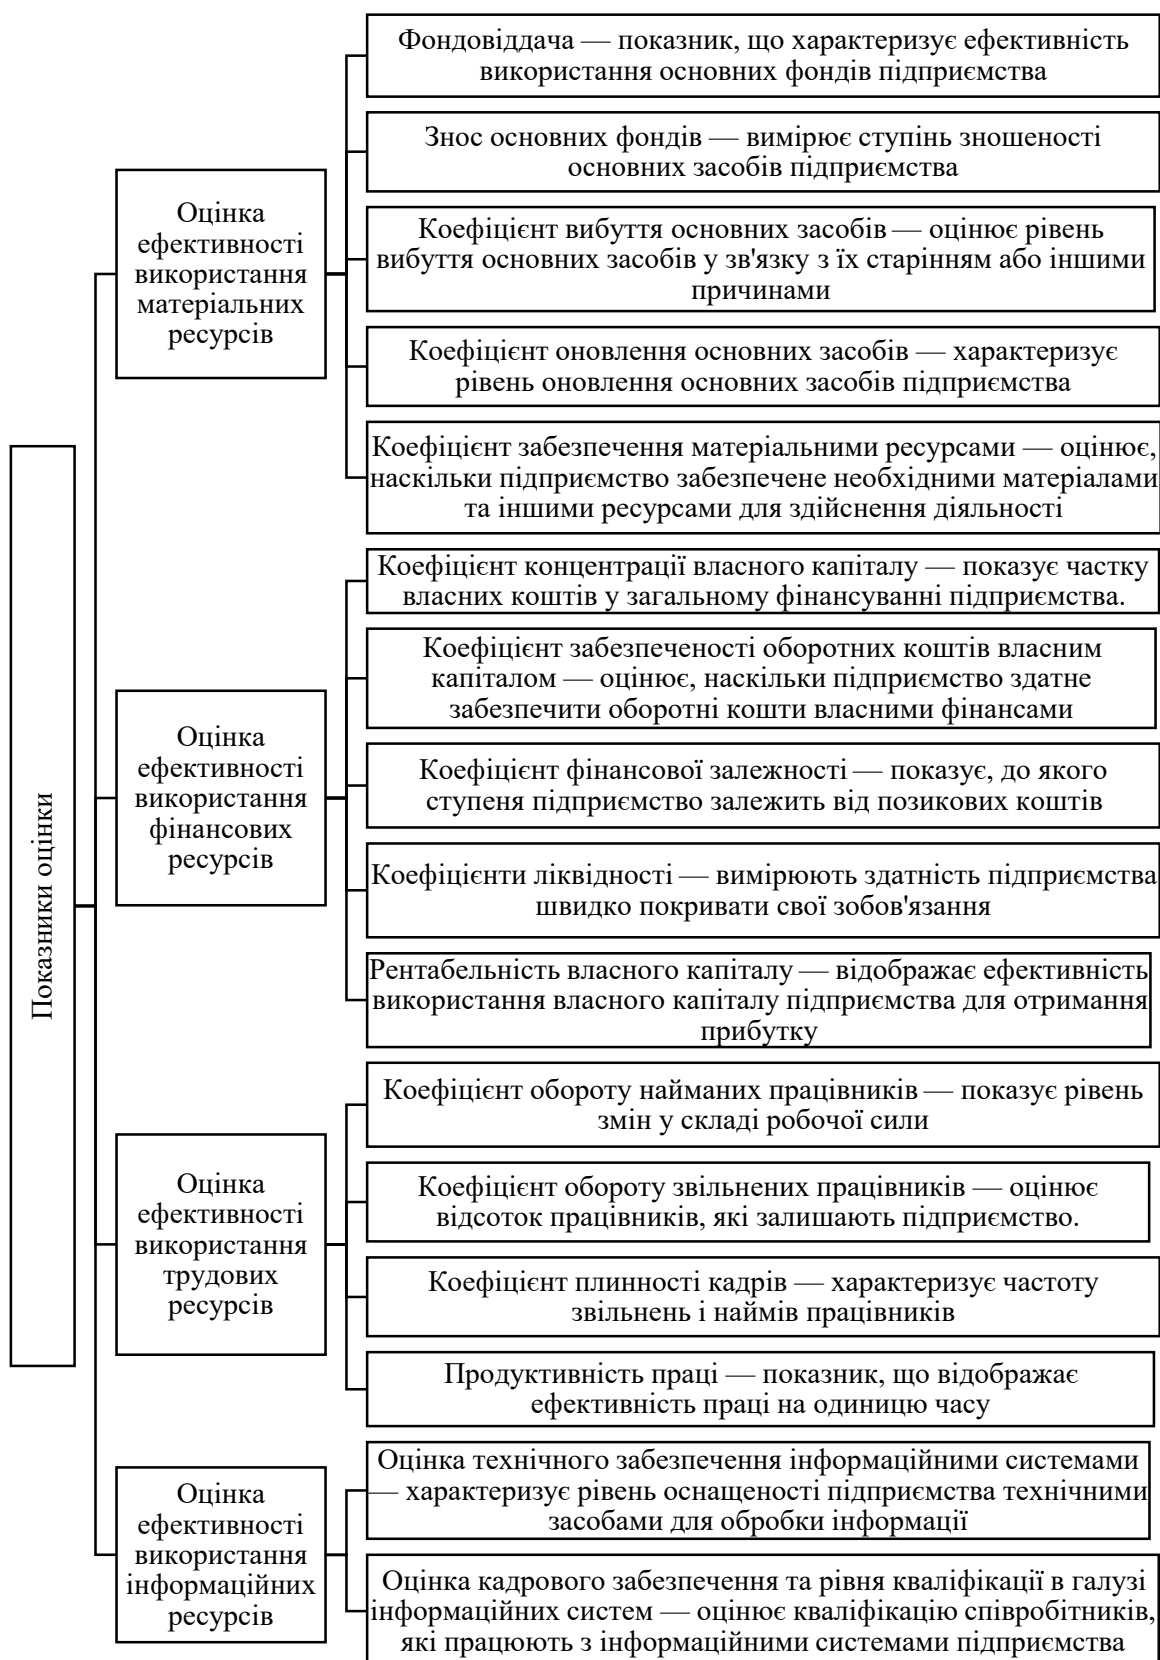 Показники оцінки
Оцінка
ефективності
використання
матеріальних
ресурсів
Фондовіддача — показник, що характеризує ефективність
використання основних фондів підприємства
Знос основних фондів — вимірює ступінь зношеності
основних засобів підприємства
Коефіцієнт вибуття основних засобів — оцінює рівень
вибуття основних засобів у зв'язку з їх старінням або іншими
причинами
Коефіцієнт оновлення основних засобів — характеризує
рівень оновлення основних засобів підприємства
Коефіцієнт забезпечення матеріальними ресурсами — оцінює,
наскільки підприємство забезпечене необхідними матеріалами
та іншими ресурсами для здійснення діяльності
Оцінка
ефективності
використання
фінансових
ресурсів
Коефіцієнт концентрації власного капіталу — показує частку
власних коштів у загальному фінансуванні підприємства.
Коефіцієнт забезпеченості оборотних коштів власним
капіталом — оцінює, наскільки підприємство здатне
забезпечити оборотні кошти власними фінансами
Коефіцієнт фінансової залежності — показує, до якого
ступеня підприємство залежить від позикових коштів
Коефіцієнти ліквідності — вимірюють здатність підприємства
швидко покривати свої зобов'язання
Рентабельність власного капіталу — відображає ефективність
використання власного капіталу підприємства для отримання
прибутку
Оцінка
ефективності
використання
трудових
ресурсів
Коефіцієнт обороту найманих працівників — показує рівень
змін у складі робочої сили
Коефіцієнт обороту звільнених працівників — оцінює
відсоток працівників, які залишають підприємство.
Коефіцієнт плинності кадрів — характеризує частоту
звільнень і наймів працівників
Продуктивність праці — показник, що відображає
ефективність праці на одиницю часу
Оцінка
ефективності
використання
інформаційних
ресурсів
Оцінка технічного забезпечення інформаційними системами
— характеризує рівень оснащеності підприємства технічними
засобами для обробки інформації
Оцінка кадрового забезпечення та рівня кваліфікації в галузі
інформаційних систем — оцінює кваліфікацію співробітників,
які працюють з інформаційними системами підприємства